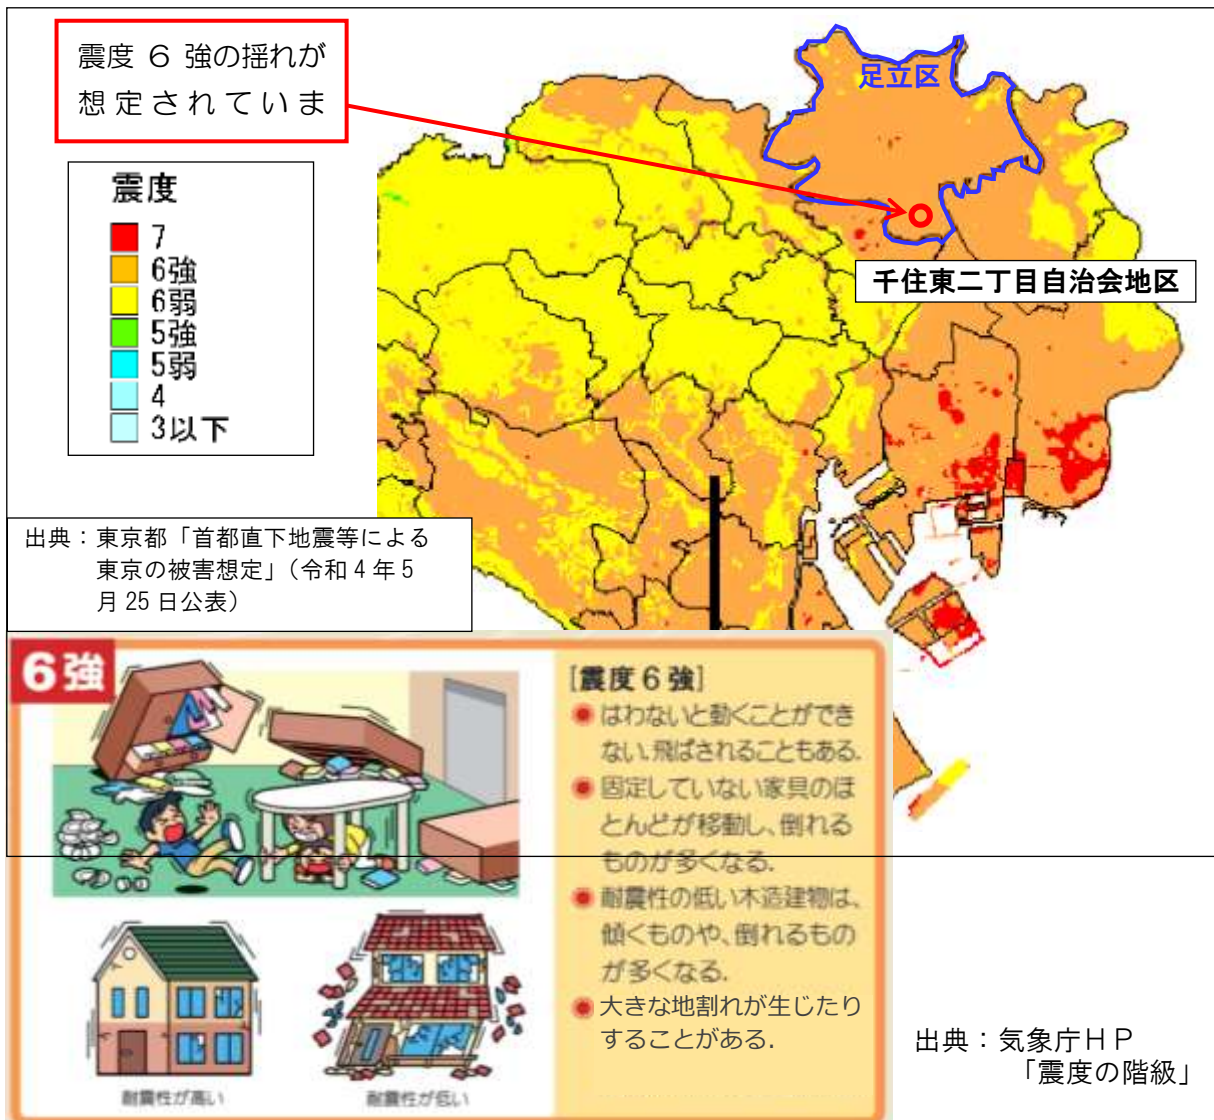 震度 6 強の揺れが
想定されていま
足立区
震度
7
6強
6弱
5強
5弱
4
3以下
千住東二丁目自治会地区
出典：東京都「首都直下地震等による
東京の被害想定」（令和4年5
月25日公表）
6強
[震度6強]
はわないと動くことができ
ない.飛ばされることもある.
固定していない家具のほ
とんどが移動し、倒れる
ものが多くなる.
耐震性の低い木造建物は、
傾くものや、倒れるもの
が多くなる.
大きな地割れが生じたり
することがある.
耐震性が高い
耐震性が低い
出典：気象庁ＨＰ
「震度の階級」